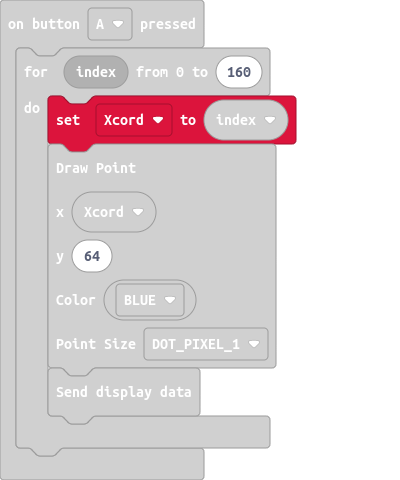 on button A pressed
for index from 0 to 160
do
set Xcord to index
Draw Point
x Xcord
y 64
Color BLUE
Point Size DOT_PIXEL_1
Send display data